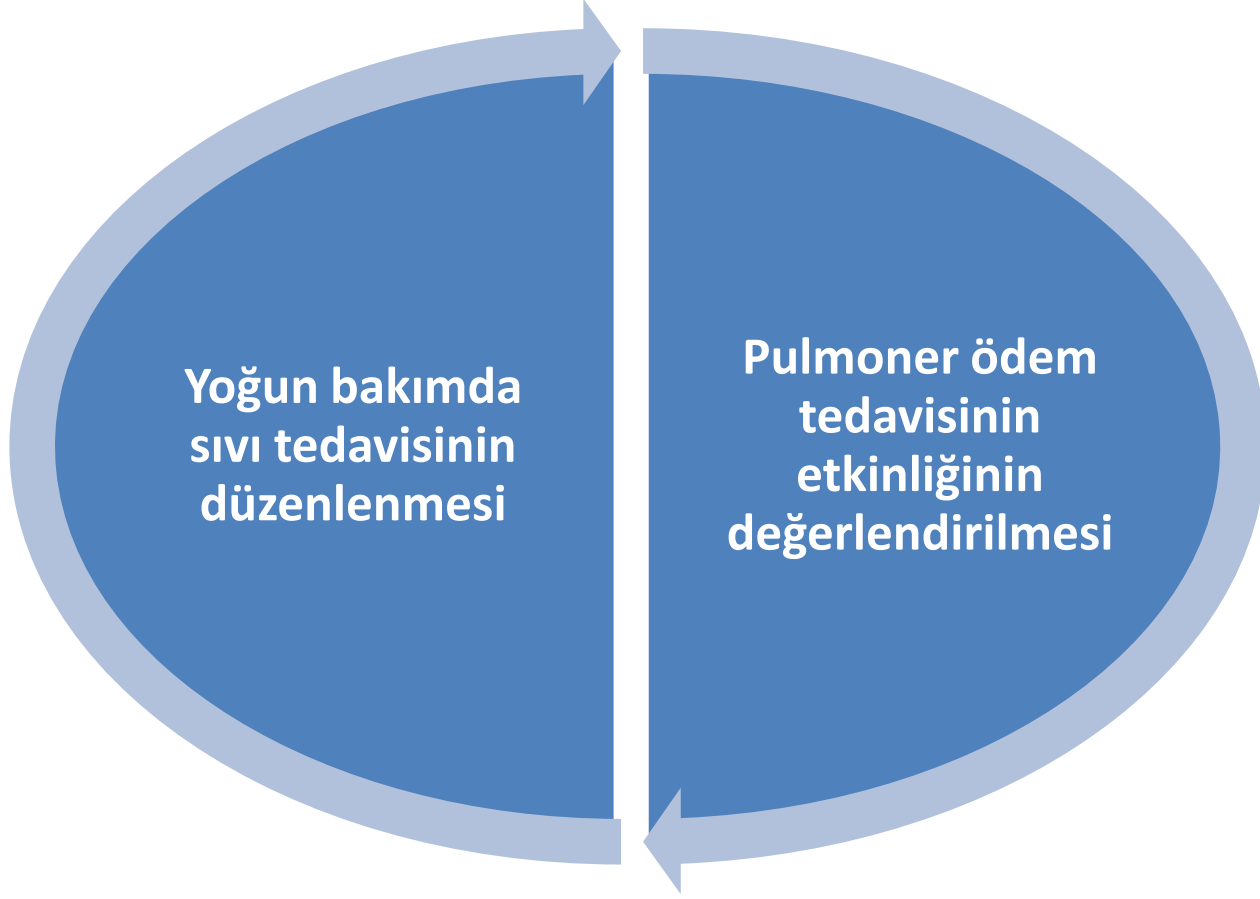 Yoğun bakımda
sıvı tedavisinin
düzenlenmesi
Pulmoner ödem
tedavisinin
etkinliğinin
değerlendirilmesi